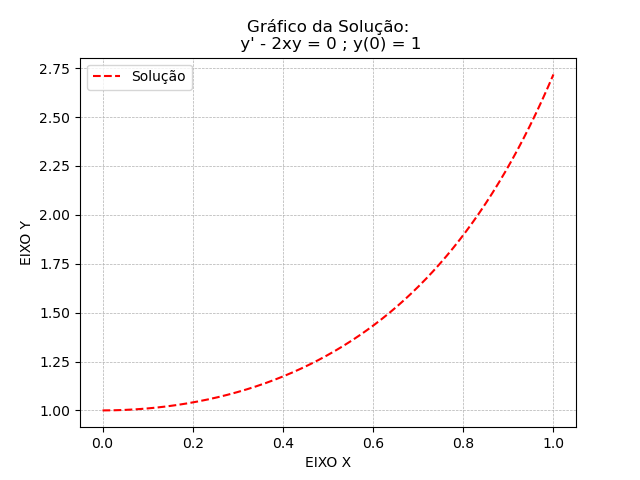 Gráfico da Solução:
y' - 2xy = 0 ; y(0) = 1
Solução
2.75
2.50
2.25
2.00
1.75
1.50
1.25
1.00
EIXO Y
0.0 0.2 0.4 0.6 0.8 1.0
EIXO X